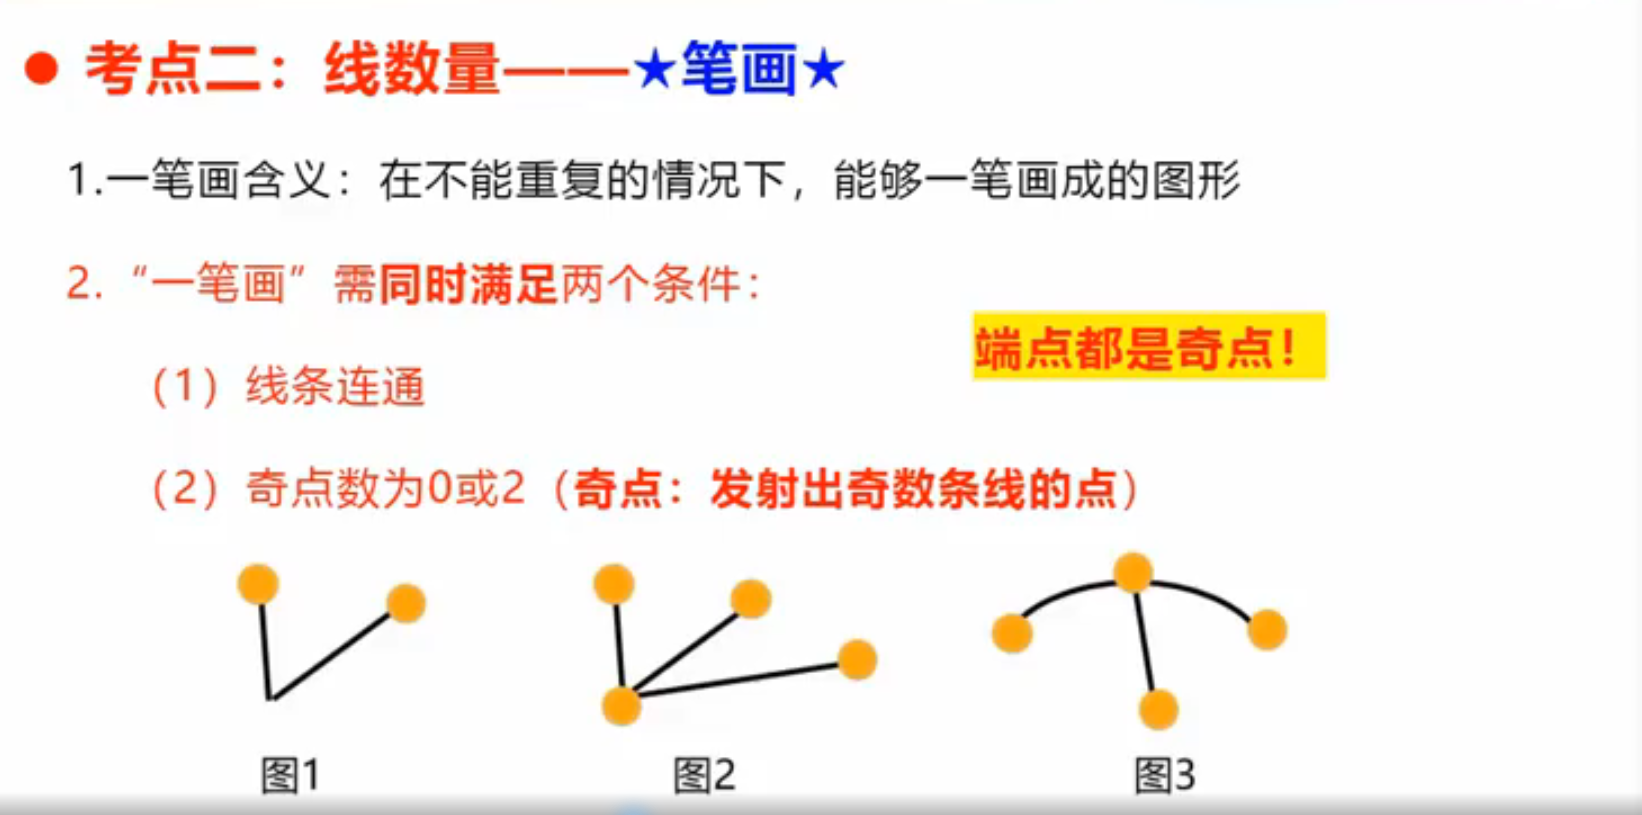 ● 考点二：线数量——★笔画★
1.一笔画含义：在不能重复的情况下，能够一笔画成的图形
2.“一笔画”需同时满足两个条件：
端点都是奇点！
（1）线条连通
（2）奇点数为0或2（奇点：发射出奇数条线的点）
图1
图2
图3